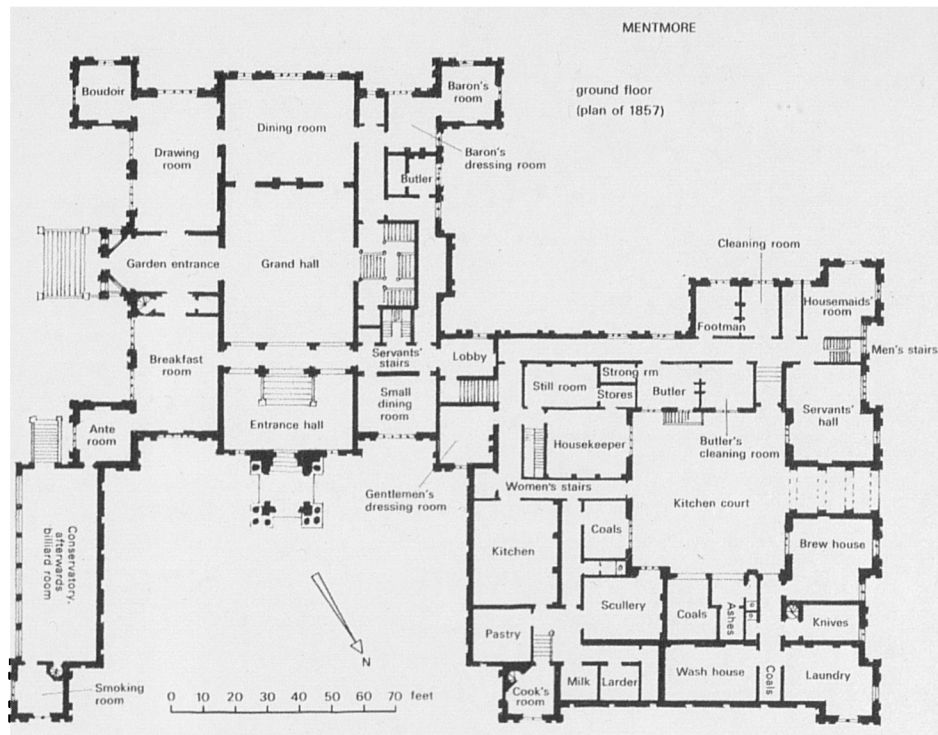 MENTMORE
ground floor
(plan of 1857)
Boudoir
Baron's
room
Dining room
Drawing
room
Baron's
dressing room
Butler
Garden entrance
Grand hall
Cleaning room
Housemaids'
room
Footman
Men's stairs
Servants'
stairs
Lobby
Breakfast
room
Strong rm
Still room
Stores
Butler
Small
dining
room
Ante
room
Entrance hall
Servants'
hall
Housekeeper
Butler's
cleaning room
Gentlemen's
dressing room
Women's stairs
Kitchen court
Conservatory,
afterwards
billiard room
Coals
Kitchen
Brew house
Scullery
Coals
Ashes
Knives
Pastry
N
Smoking
room
0 10 20 30 40 50 60 70 feet
Cook's
room
Milk
Larder
Wash house
Coals
Laundry